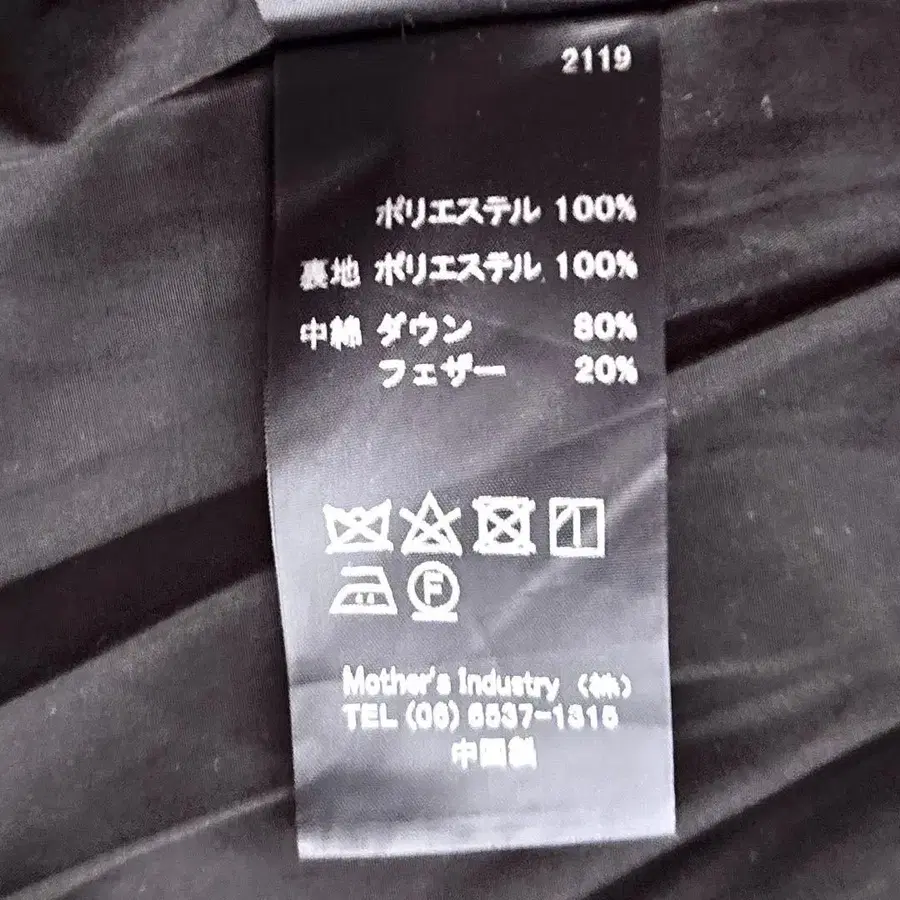 2119
ポリエステル 100%
裏地 ポリエステル 100%
中綿 ダウン 80%
フェザー 20%
F
Mother's Industry (株)
TEL (06) 6537-1315
中国製